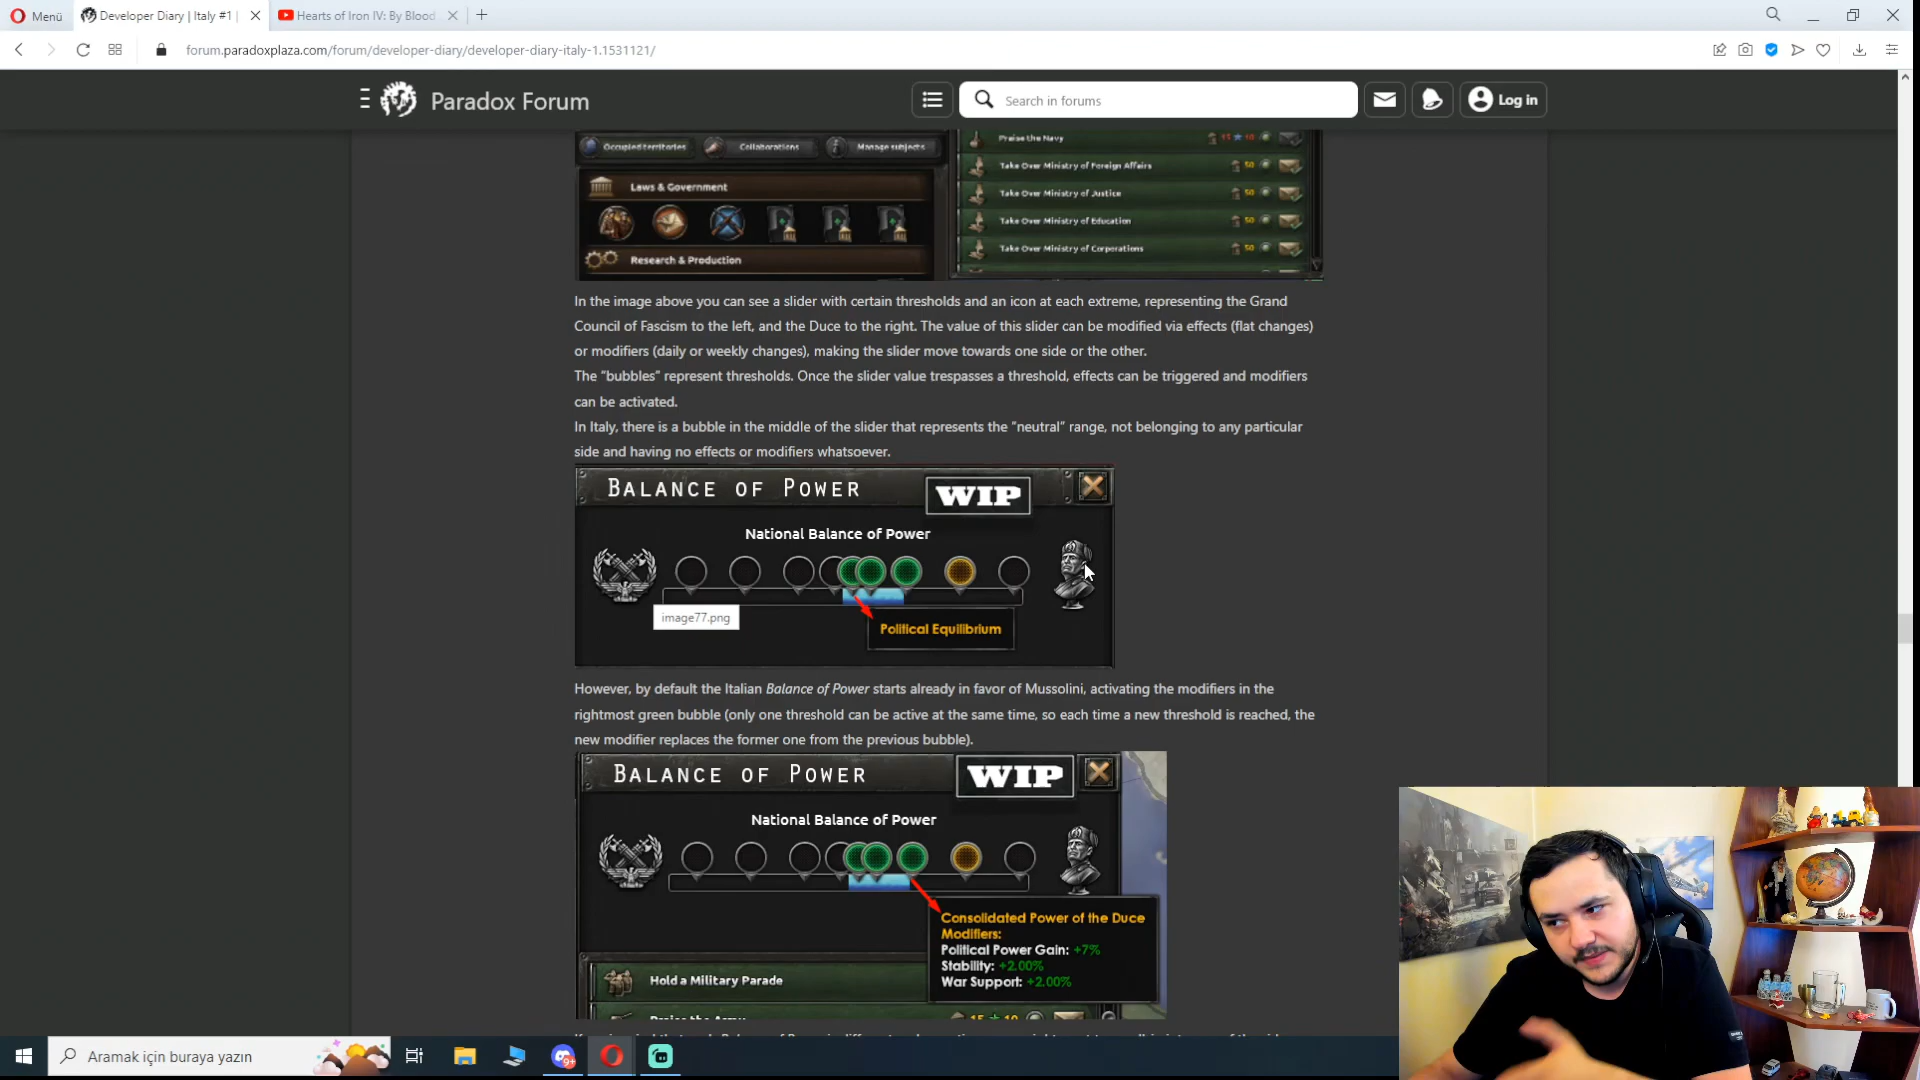 Menü
Developer Diary | Italy #1 |
Hearts of Iron IV: By Blood
forum.paradoxplaza.com/forum/developer-diary/developer-diary-italy-1.1531121/
Paradox Forum
Search in forums
Log in
Occupied territories
Collaborations
Manage subjects
Laws & Government
Research & Production
Praise the Navy
15 10
Take Over Ministry of Foreign Affairs
50
Take Over Ministry of Justice
50
Take Over Ministry of Education
50
Take Over Ministry of Corporations
50
In the image above you can see a slider with certain thresholds and an icon at each extreme, representing the Grand
Council of Fascism to the left, and the Duce to the right. The value of this slider can be modified via effects (flat changes)
or modifiers (daily or weekly changes), making the slider move towards one side or the other.
The "bubbles" represent thresholds. Once the slider value trespasses a threshold, effects can be triggered and modifiers
can be activated.
In Italy, there is a bubble in the middle of the slider that represents the "neutral" range, not belonging to any particular
side and having no effects or modifiers whatsoever.
BALANCE OF POWER
WIP
National Balance of Power
image77.png
Political Equilibrium
However, by default the Italian Balance of Power starts already in favor of Mussolini, activating the modifiers in the
rightmost green bubble (only one threshold can be active at the same time, so each time a new threshold is reached, the
new modifier replaces the former one from the previous bubble).
BALANCE OF POWER
WIP
National Balance of Power
Consolidated Power of the Duce
Modifiers:
Political Power Gain: +7%
Stability: +2.00%
War Support: +2.00%
Hold a Military Parade
Praise the Army
15 10
Aramak için buraya yazın
9+